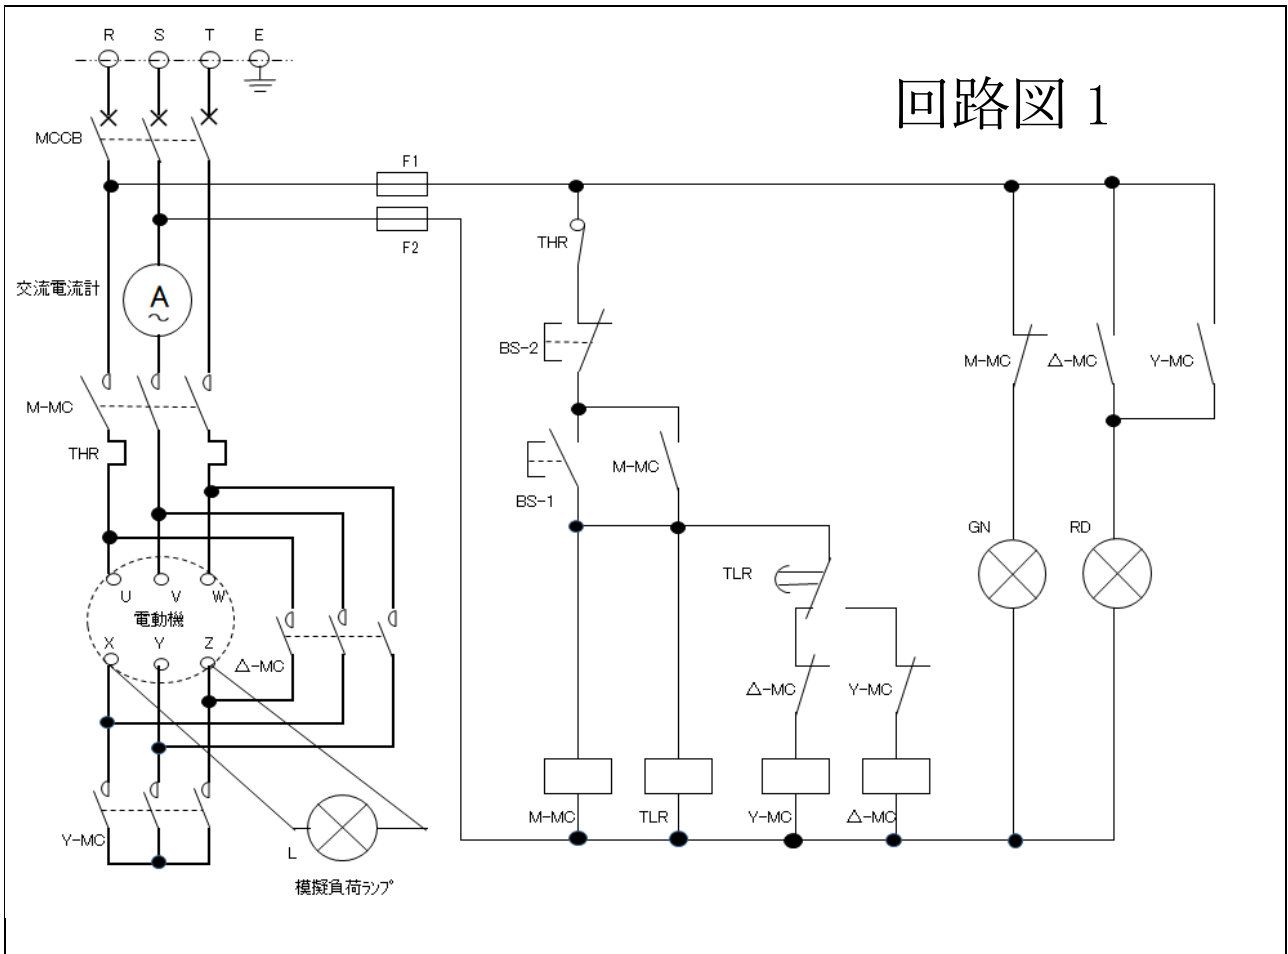 R S T E
回路図1
MCCB
F1
F2
THR
交流電流計
A
～
BS-2
M-MC
△-MC
Y-MC
M-MC
THR
M-MC
BS-1
GN
RD
TLR
U V W
電動機
X Y Z
△-MC
△-MC
Y-MC
M-MC
TLR
Y-MC
△-MC
Y-MC
L
模擬負荷ランプ